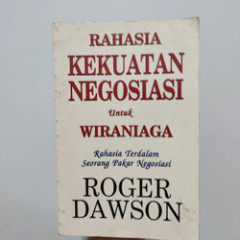 RAHASIA
KEKUATAN
NEGOSIASI
Untuk
WIRANIAGA
Rahasia Terdalam
Seorang Pakar Negosiasi
ROGER
DAWSON